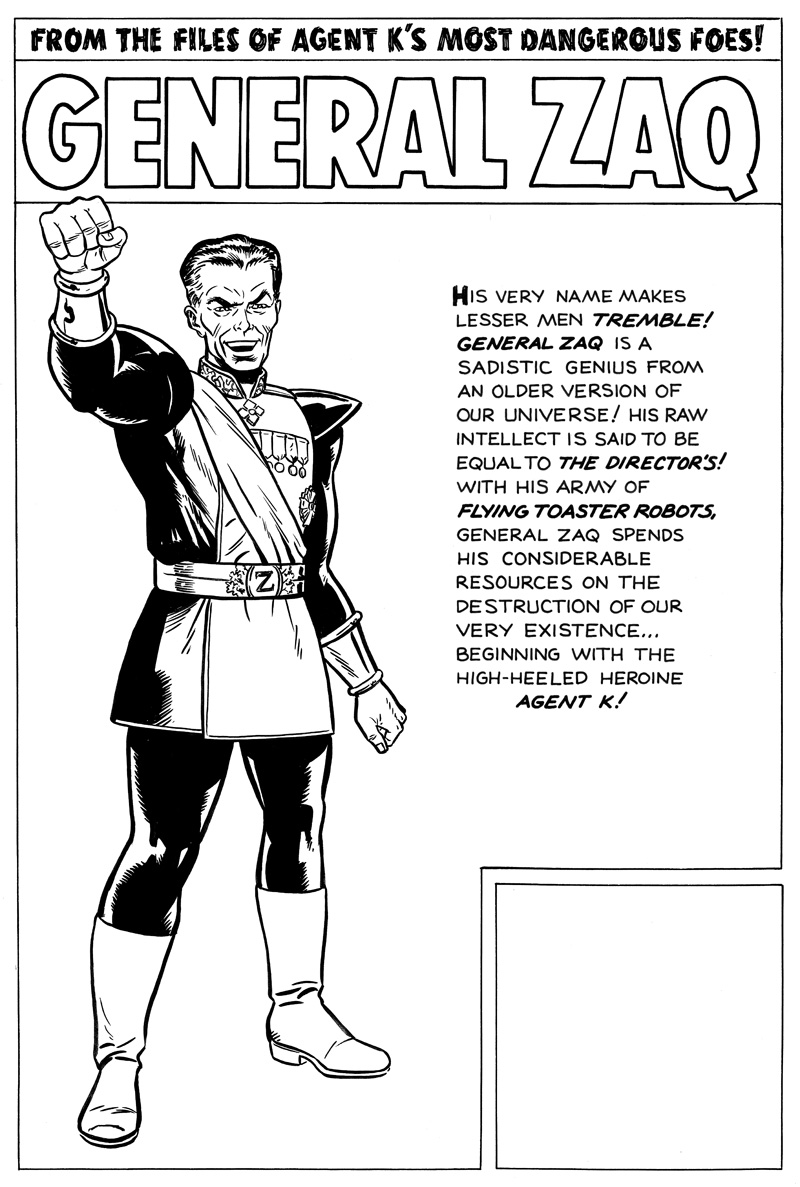 FROM THE FILES OF AGENT K'S MOST DANGEROUS FOES!
GENERAL ZAQ
HIS VERY NAME MAKES
LESSER MEN TREMBLE!
GENERAL ZAQ IS A
SADISTIC GENIUS FROM
AN OLDER VERSION OF
OUR UNIVERSE! HIS RAW
INTELLECT IS SAID TO BE
EQUAL TO THE DIRECTOR'S!
WITH HIS ARMY OF
FLYING TOASTER ROBOTS,
GENERAL ZAQ SPENDS
HIS CONSIDERABLE
RESOURCES ON THE
DESTRUCTION OF OUR
VERY EXISTENCE...
BEGINNING WITH THE
HIGH-HEELED HEROINE
AGENT K!
Z